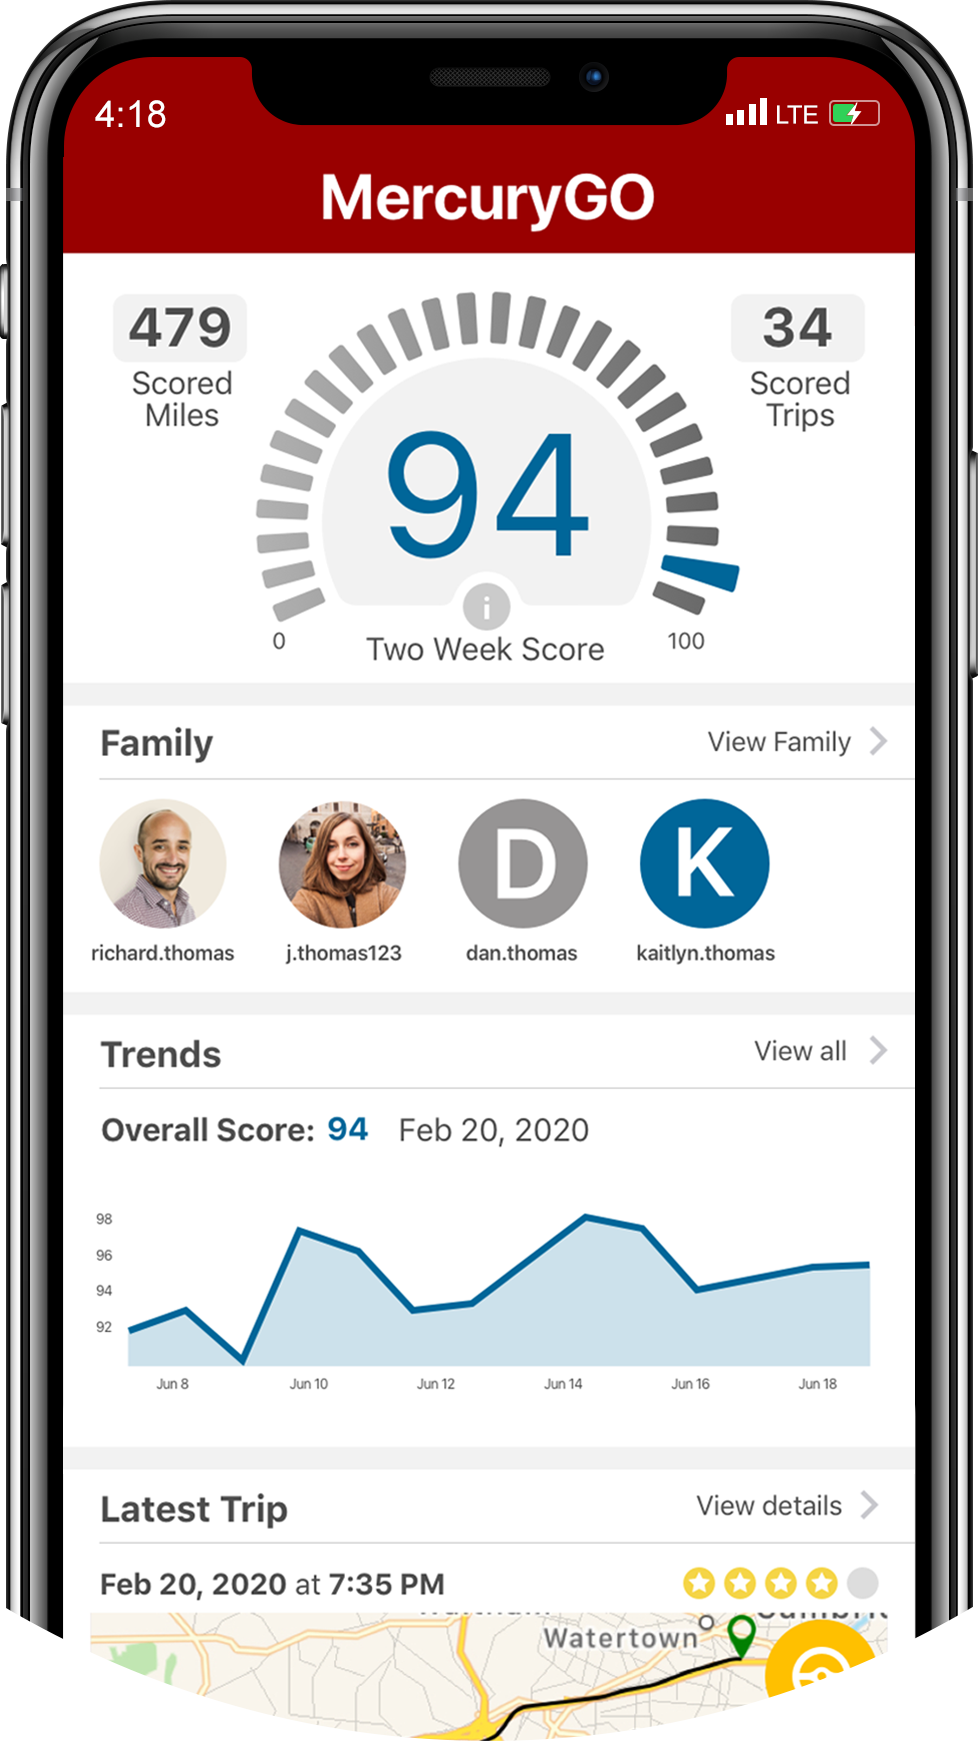 4:18
LTE
MercuryGO
479
Scored
Miles
34
Scored
Trips
94
i
0
Two Week Score
100
Family
View Family
D
K
richard.thomas
j.thomas123
dan.thomas
kaitlyn.thomas
Trends
View all
Overall Score: 94 Feb 20, 2020
98
96
94
92
Jun 8
Jun 10
Jun 12
Jun 14
Jun 16
Jun 18
Latest Trip
View details
Feb 20, 2020 at 7:35 PM
Watertown